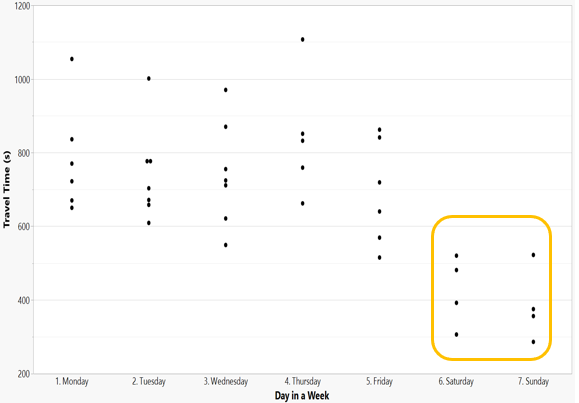 1200
1000
800
600
400
200
Travel Time (s)
1. Monday 2. Tuesday 3. Wednesday 4. Thursday 5. Friday 6. Saturday 7. Sunday
Day in a Week